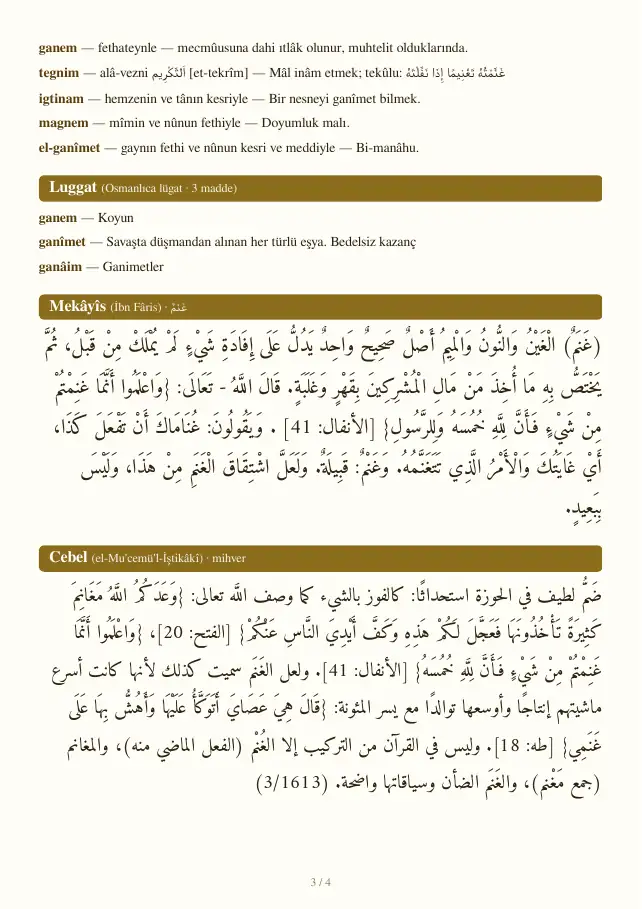 ganem — fethateynle — mecmûusuna dahi ıtlâk olunur, muhtelit olduklarında.
tegnim — alâ-vezni اَلتَّكْرِيم [et-tekrîm] — Mâl inâm etmek; tekûlu: غَنَّمْتُهُ تَغْنِيمًا إِذَا نَفَّلْتَهُ
igtinam — hemzenin ve tânın kesriyle — Bir nesneyi ganîmet bilmek.
magnem — mîmin ve nûnun fethiyle — Doyumluk malı.
el-ganîmet — gaynın fethi ve nûnun kesri ve meddiyle — Bi-manâhu.
Luggat (Osmanlıca lügat · 3 madde)
ganem — Koyun
ganîmet — Savaşta düşmandan alınan her türlü eşya. Bedelsiz kazanç
ganâim — Ganimetler
Mekâyîs (İbn Fâris) · غَنَمٌ
(غَنَمٌ) الْغَيْنُ وَالنُّونُ وَالْمِيمُ أَصْلٌ صَحِيحٌ وَاحِدٌ يَدُلُّ عَلَى إِفَادَةِ شَيْءٍ لَمْ يُمْلَكْ مِنْ قَبْلُ، ثُمَّ
يَخْتَصُّ بِهِ مَا أُخِذَ مَنْ مَالِ الْمُشْرِكِينَ بِقَهْرٍ وَغَلَبَةٍ. قَالَ اللَّهُ - تَعَالَى: {وَاعْلَمُوا أَنَّمَا غَنِمْتُمْ
مِنْ شَيْءٍ فَأَنَّ لِلَّهِ خُمُسَهُ وَلِلرَّسُولِ} [الأنفال: 41] . وَيَقُولُونَ: غُنَامَاكَ أَنْ تَفْعَلَ كَذَا،
أَيْ غَايَتُكَ وَالْأَمْرُ الَّذِي تَتَغَنَّمُهُ. وَغَنْمٌ: قَبِيلَةٌ. وَلَعَلَّ اشْتِقَاقَ الْغَنَمِ مِنْ هَذَا، وَلَيْسَ
بِبَعِيدٍ.
Cebel (el-Mu'cemü'l-İştikâkî) · mihver
ضَمُّ لطيف في الحوزة استحداثًا: كالفوز بالشيء كما وصف اللَّه تعالى: {وَعَدَكُمُ اللَّهُ مَغَانِمَ
كَثِيرَةً تَأْخُذُونَهَا فَعَجَّلَ لَكُمْ هَذِهِ وَكَفَّ أَيْدِيَ النَّاسِ عَنْكُمْ} [الفتح: 20]، {وَاعْلَمُوا أَنَّمَا
غَنِمْتُمْ مِنْ شَيْءٍ فَأَنَّ لِلَّهِ خُمُسَهُ} [الأنفال: 41]. ولعل الغَنَم سميت كذلك لأنها كانت أسرع
ماشيتهم إنتاجًا وأوسعها توالدًا مع يسر المئونة: {قَالَ هِيَ عَصَايَ أَتَوَكَّأُ عَلَيْهَا وَأَهُشُّ بِهَا عَلَى
غَنَمِي} [طه: 18]. وليس في القرآن من التركيب إلا الغُنْم (الفعل الماضي منه)، والمغانم
(جمع مَغْنم)، والغَنَم الضأن وسياقاتها واضحة. (3/1613)
3 / 4